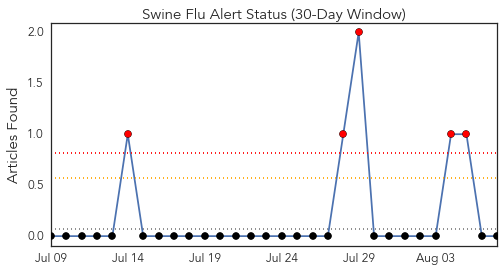 Swine Flu Alert Status (30-Day Window)
Articles Found
2.0
1.5
1.0
0.5
0.0
Jul 09
Jul 14
Jul 19
Jul 24
Jul 29
Aug 03